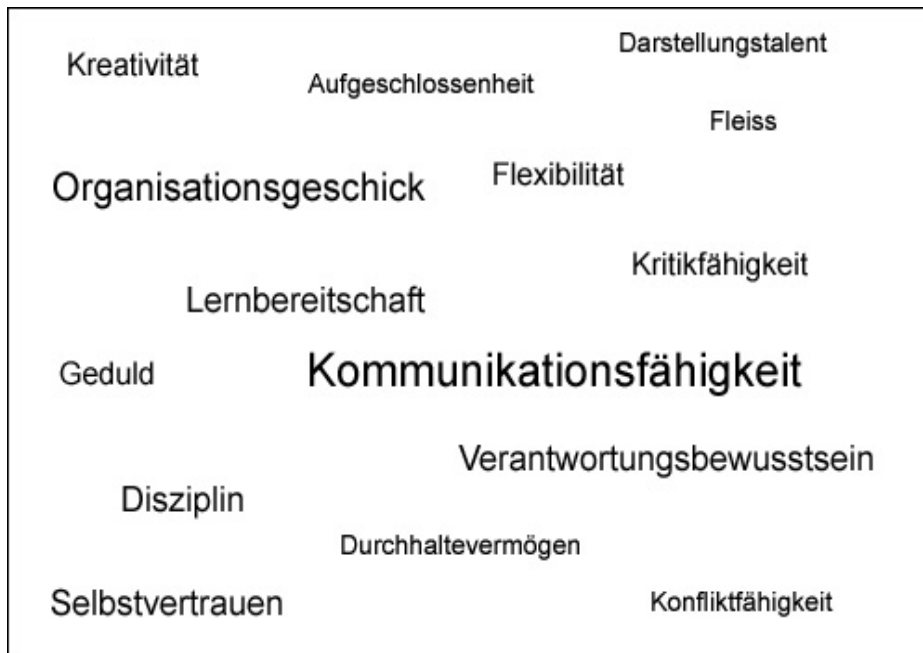 Darstellungstalent
Kreativität
Aufgeschlossenheit
Fleiss
Flexibilität
Organisationsgeschick
Kritikfähigkeit
Lernbereitschaft
Kommunikationsfähigkeit
Geduld
Verantwortungsbewusstsein
Disziplin
Durchhaltevermögen
Selbstvertrauen
Konfliktfähigkeit